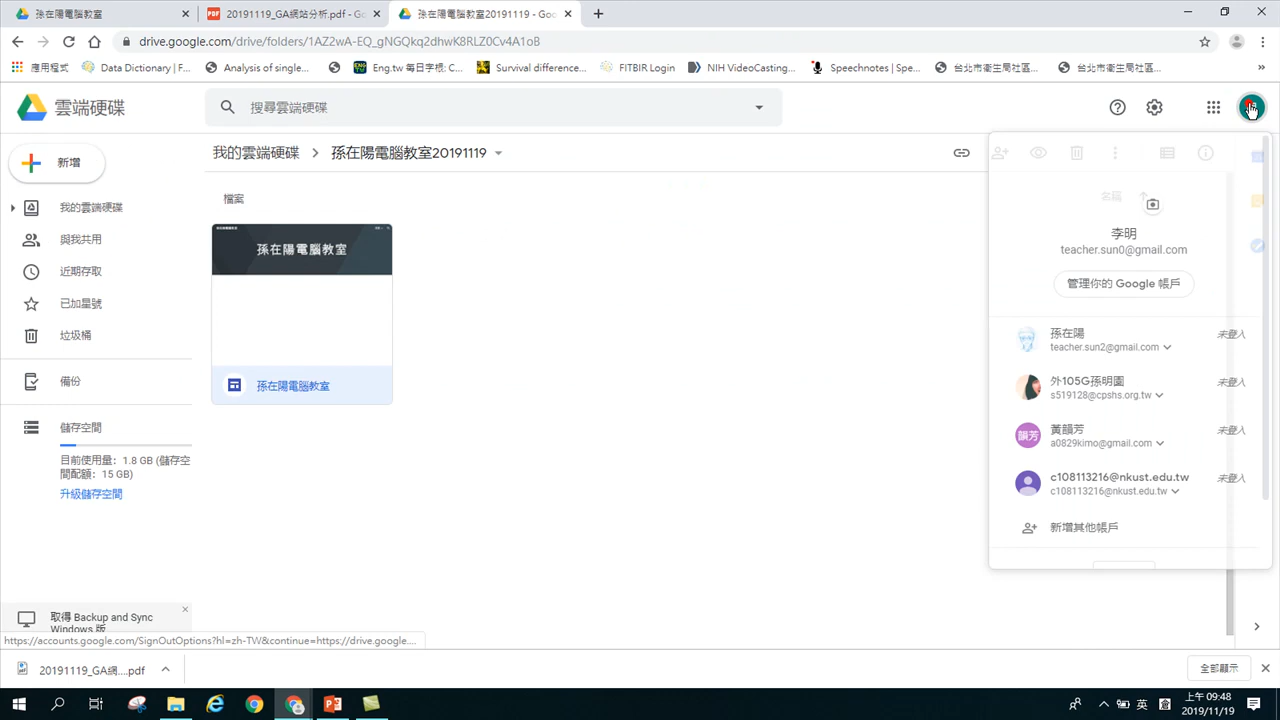 孫在陽電腦教室
20191119_GA網站分析.pdf - Go
孫在陽電腦教室20191119 - Goo
drive.google.com/drive/folders/1AZ2wA-EQ_gNGQkq2dhwK8RLZ0Cv4A1oB
應用程式
Data Dictionary | F...
Analysis of single...
Eng.tw 每日字根: C...
Survival difference...
FITBIR Login
NIH VideoCasting...
Speechnotes | Spe...
台北市衛生局社區...
台北市衛生局社區...
雲端硬碟
搜尋雲端硬碟
新增
我的雲端硬碟
孫在陽電腦教室20191119
我的雲端硬碟
與我共用
近期存取
已加星號
垃圾桶
備份
儲存空間
目前使用量：1.8 GB (儲存空
間配額：15 GB)
升級儲存空間
檔案
名稱
孫在陽電腦教室
孫在陽電腦教室
李明
teacher.sun0@gmail.com
管理你的 Google 帳戶
孫在陽
未登入
teacher.sun2@gmail.com
外105G孫明園
未登入
s519128@cpshs.org.tw
韻芳
黃韻芳
未登入
a0829kimo@gmail.com
c108113216@nkust.edu.tw
未登入
c108113216@nkust.edu.tw
新增其他帳戶
取得 Backup and Sync
Windows 版
https://accounts.google.com/SignOutOptions?hl=zh-TW&continue=https://drive.google....
20191119_GA網....pdf
全部顯示
英
上午 09:48
2019/11/19